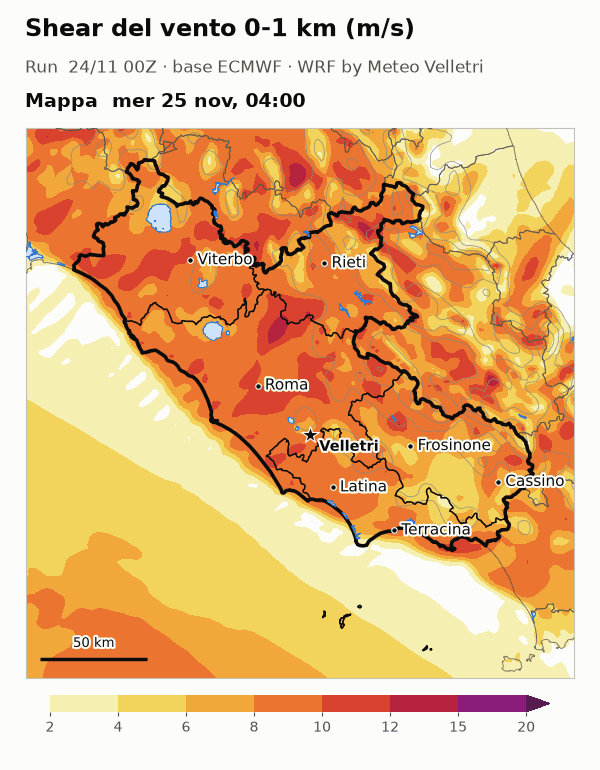 Shear del vento 0-1 km (m/s)
Run  24/11 00Z · base ECMWF · WRF by Meteo Velletri
Mappa  mer 25 nov, 04:00
Viterbo
Rieti
Roma
Velletri
Frosinone
Cassino
Latina
Terracina
50 km
2 4 6 8 10 12 15 20